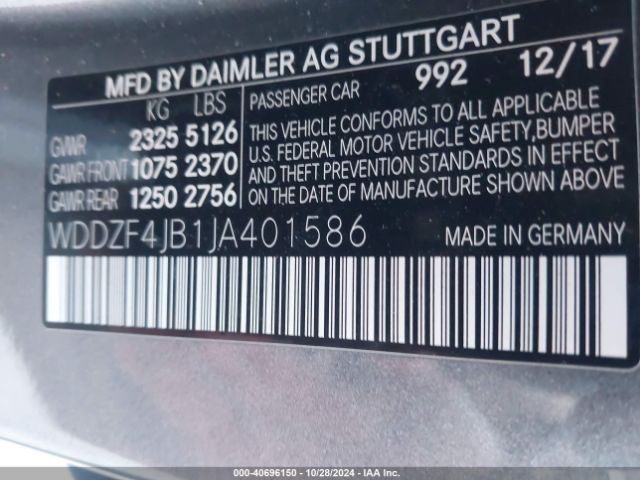 MFD BY DAIMLER AG STUTTGART
KG LBS
GVWR 2325 5126
GAWR FRONT 1075 2370
GAWR REAR 1250 2756
PASSENGER CAR 992 12/17
THIS VEHICLE CONFORMS TO ALL APPLICABLE
U.S. FEDERAL MOTOR VEHICLE SAFETY,BUMPER
AND THEFT PREVENTION STANDARDS IN EFFECT
ON THE DATE OF MANUFACTURE SHOWN ABOVE
WDDZF4JB1JA401586 MADE IN GERMANY
000-40696150 | 10/28/2024 | IAA Inc.